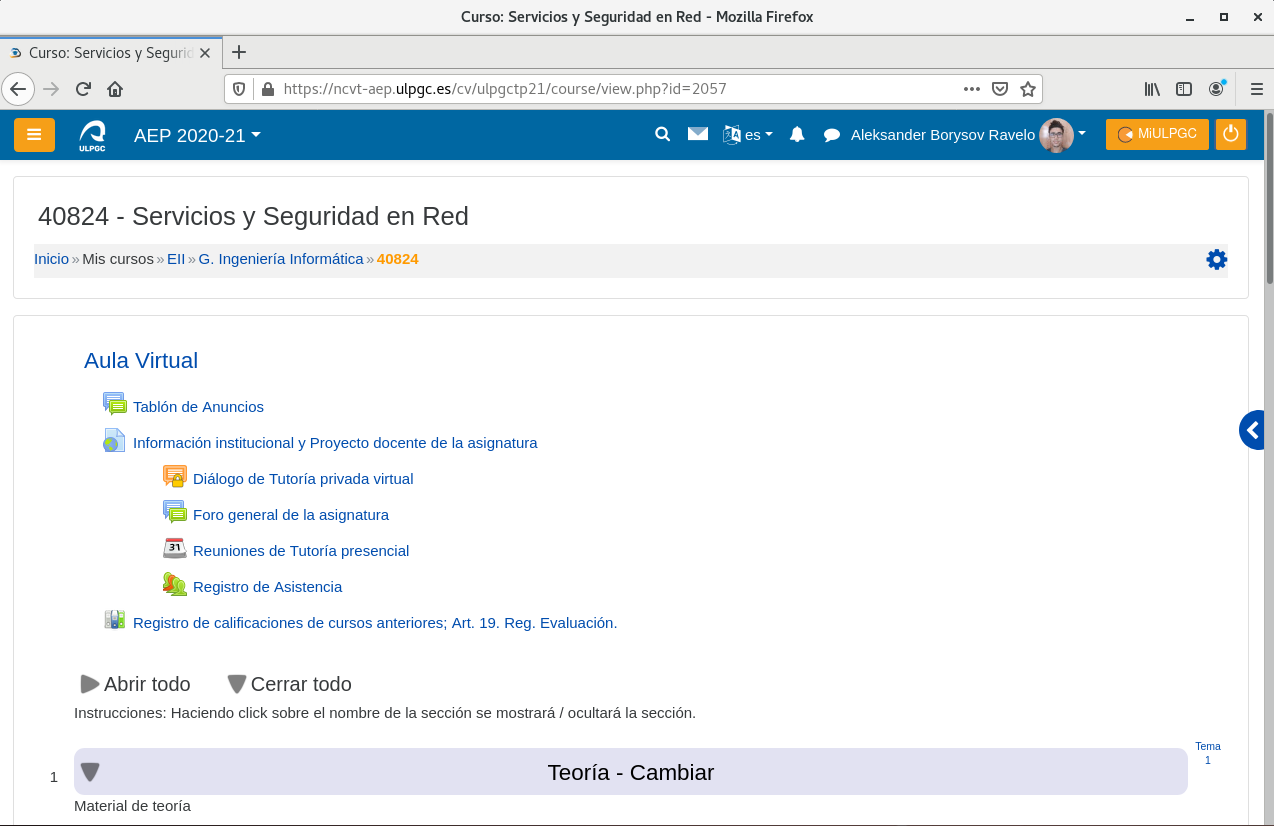 Curso: Servicios y Seguridad en Red - Mozilla Firefox
Curso: Servicios y Segurid
https://ncvt-aep.ulpgc.es/cv/ulpgctp21/course/view.php?id=2057
ULPGC
AEP 2020-21
es
Aleksander Borysov Ravelo
MiULPGC
40824 - Servicios y Seguridad en Red
Inicio » Mis cursos » EII » G. Ingeniería Informática » 40824
Aula Virtual
Tablón de Anuncios
Información institucional y Proyecto docente de la asignatura
Diálogo de Tutoría privada virtual
Foro general de la asignatura
31
Reuniones de Tutoría presencial
Registro de Asistencia
Registro de calificaciones de cursos anteriores; Art. 19. Reg. Evaluación.
Abrir todo
Cerrar todo
Instrucciones: Haciendo click sobre el nombre de la sección se mostrará / ocultará la sección.
Tema
1
1
Teoría - Cambiar
Material de teoría